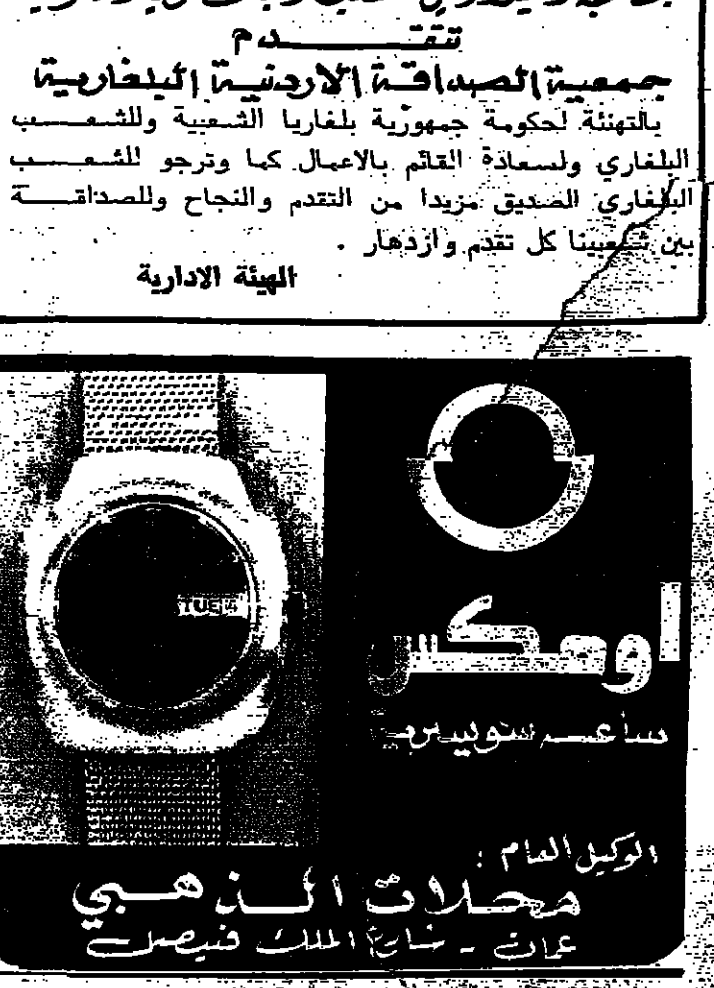 تتقدم
جمعية الصداقة الاردنية البلغارية
بالتهنئة لحكومة جمهورية بلغاريا الشعبية وللشعب
البلغاري ولسعادة القائم بالاعمال كما وترجو للشعب
البلغاري الصديق مزيدا من التقدم والنجاح وللصداقة
بين شعبينا كل تقدم وازدهار .
الهيئة الادارية
TUE
اومكس
ساعة سويسرية
الوكيل العام :
محلات الذهبي
عمان - شارع الملك فيصل